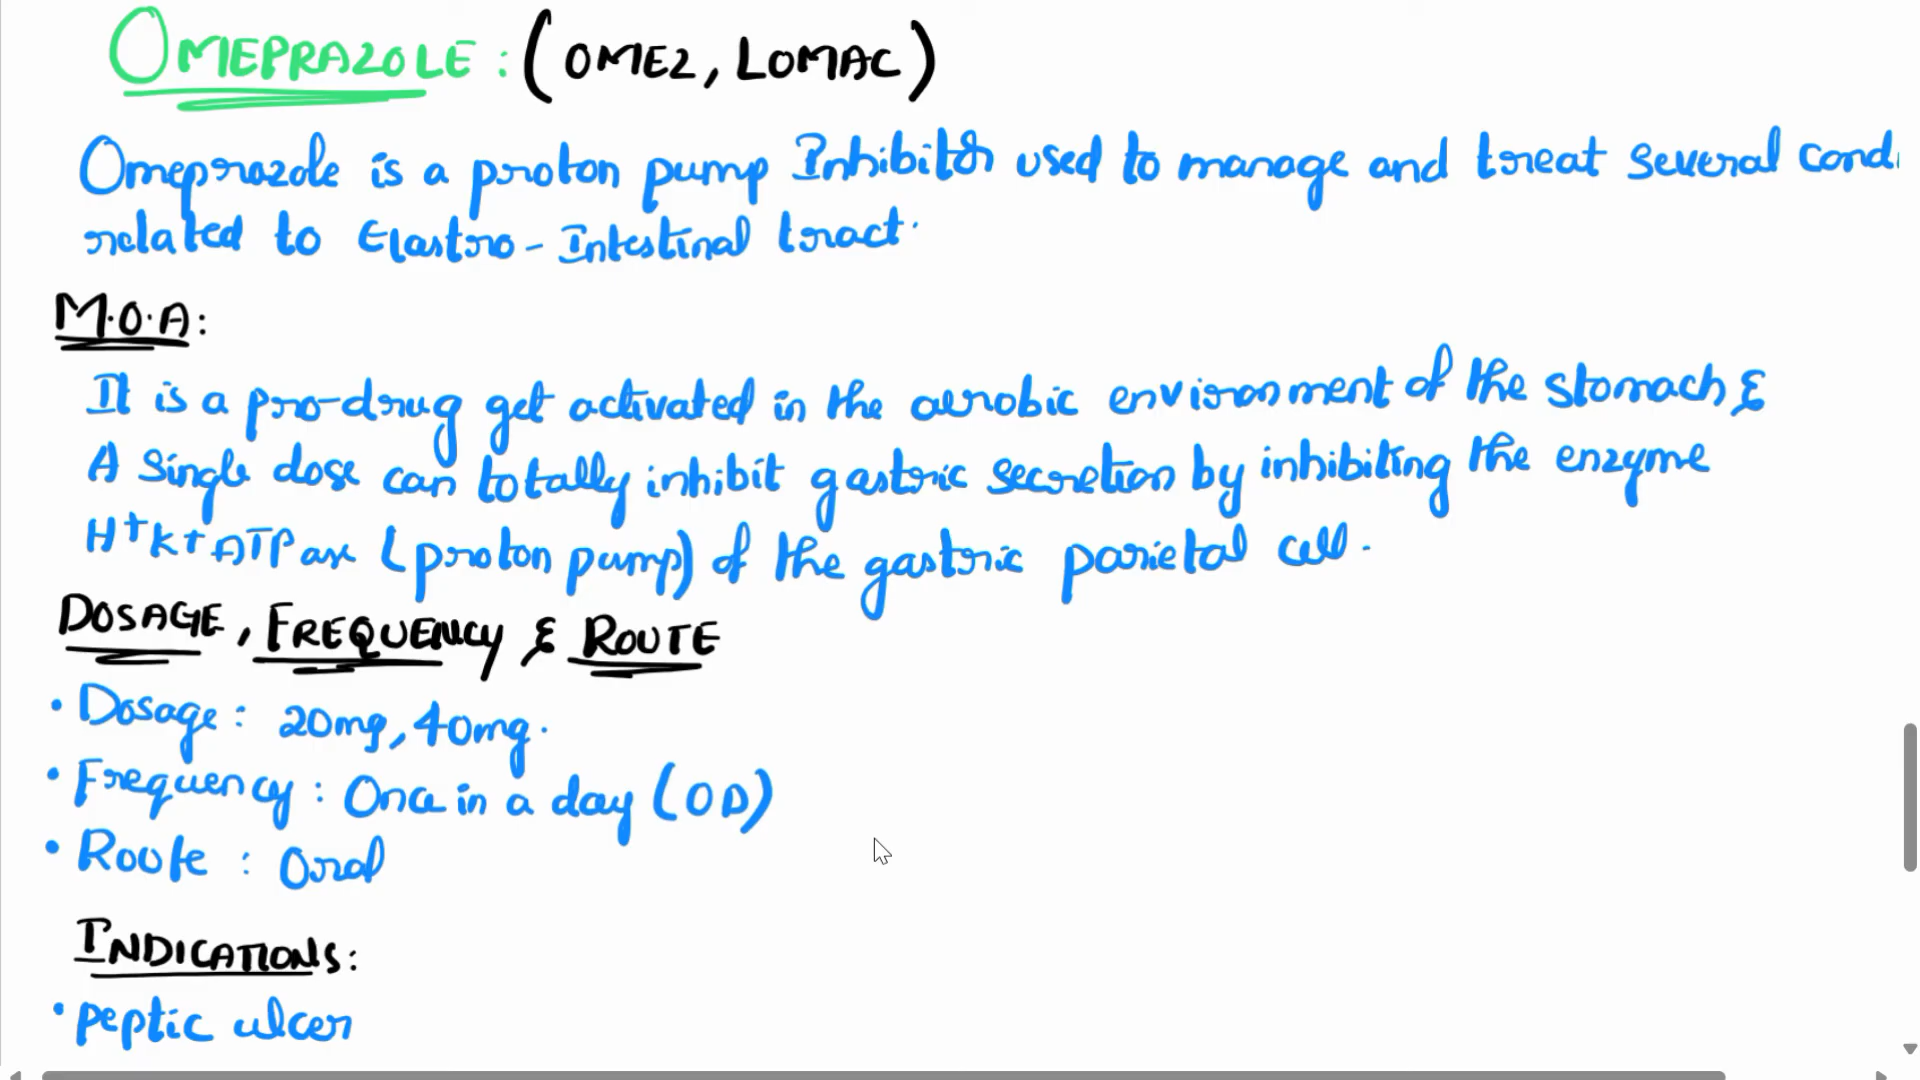 OMEPRAZOLE : (OMEZ, LOMAC)
Omeprazole is a proton pump Inhibitor used to manage and treat several cond.
related to Gastro-Intestinal tract.
M.O.A:
It is a pro-drug get activated in the aerobic environment of the stomach &
A single dose can totally inhibit gastric secretion by inhibiting the enzyme
H+K+ATPase (proton pump) of the gastric parietal cell.
DOSAGE, FREQUENCY & ROUTE
• Dosage: 20mg, 40mg.
• Frequency: Once in a day (OD)
• Route: Oral
INDICATIONS:
• peptic ulcer